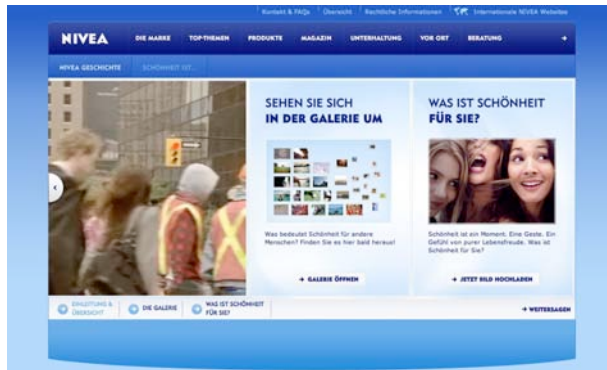 Kontakt & FAQs Übersicht Rechtliche Informationen Internationale NIVEA Websites
NIVEA DIE MARKE TOP-THEMEN PRODUKTE MAGAZIN UNTERHALTUNG VOR ORT BERATUNG
NIVEA GESCHICHTE SCHÖNHEIT IST...
SEHEN SIE SICH
IN DER GALERIE UM
Was bedeutet Schönheit für andere
Menschen? Finden Sie es hier bald heraus!
GALERIE ÖFFNEN
WAS IST SCHÖNHEIT
FÜR SIE?
Schönheit ist ein Moment. Eine Geste. Ein
Gefühl von purer Lebensfreude. Was ist
Schönheit für Sie?
JETZT BILD HOCHLADEN
EINLEITUNG &
ÜBERSICHT
DIE GALERIE
WAS IST SCHÖNHEIT
FÜR SIE?
WEITERSAGEN